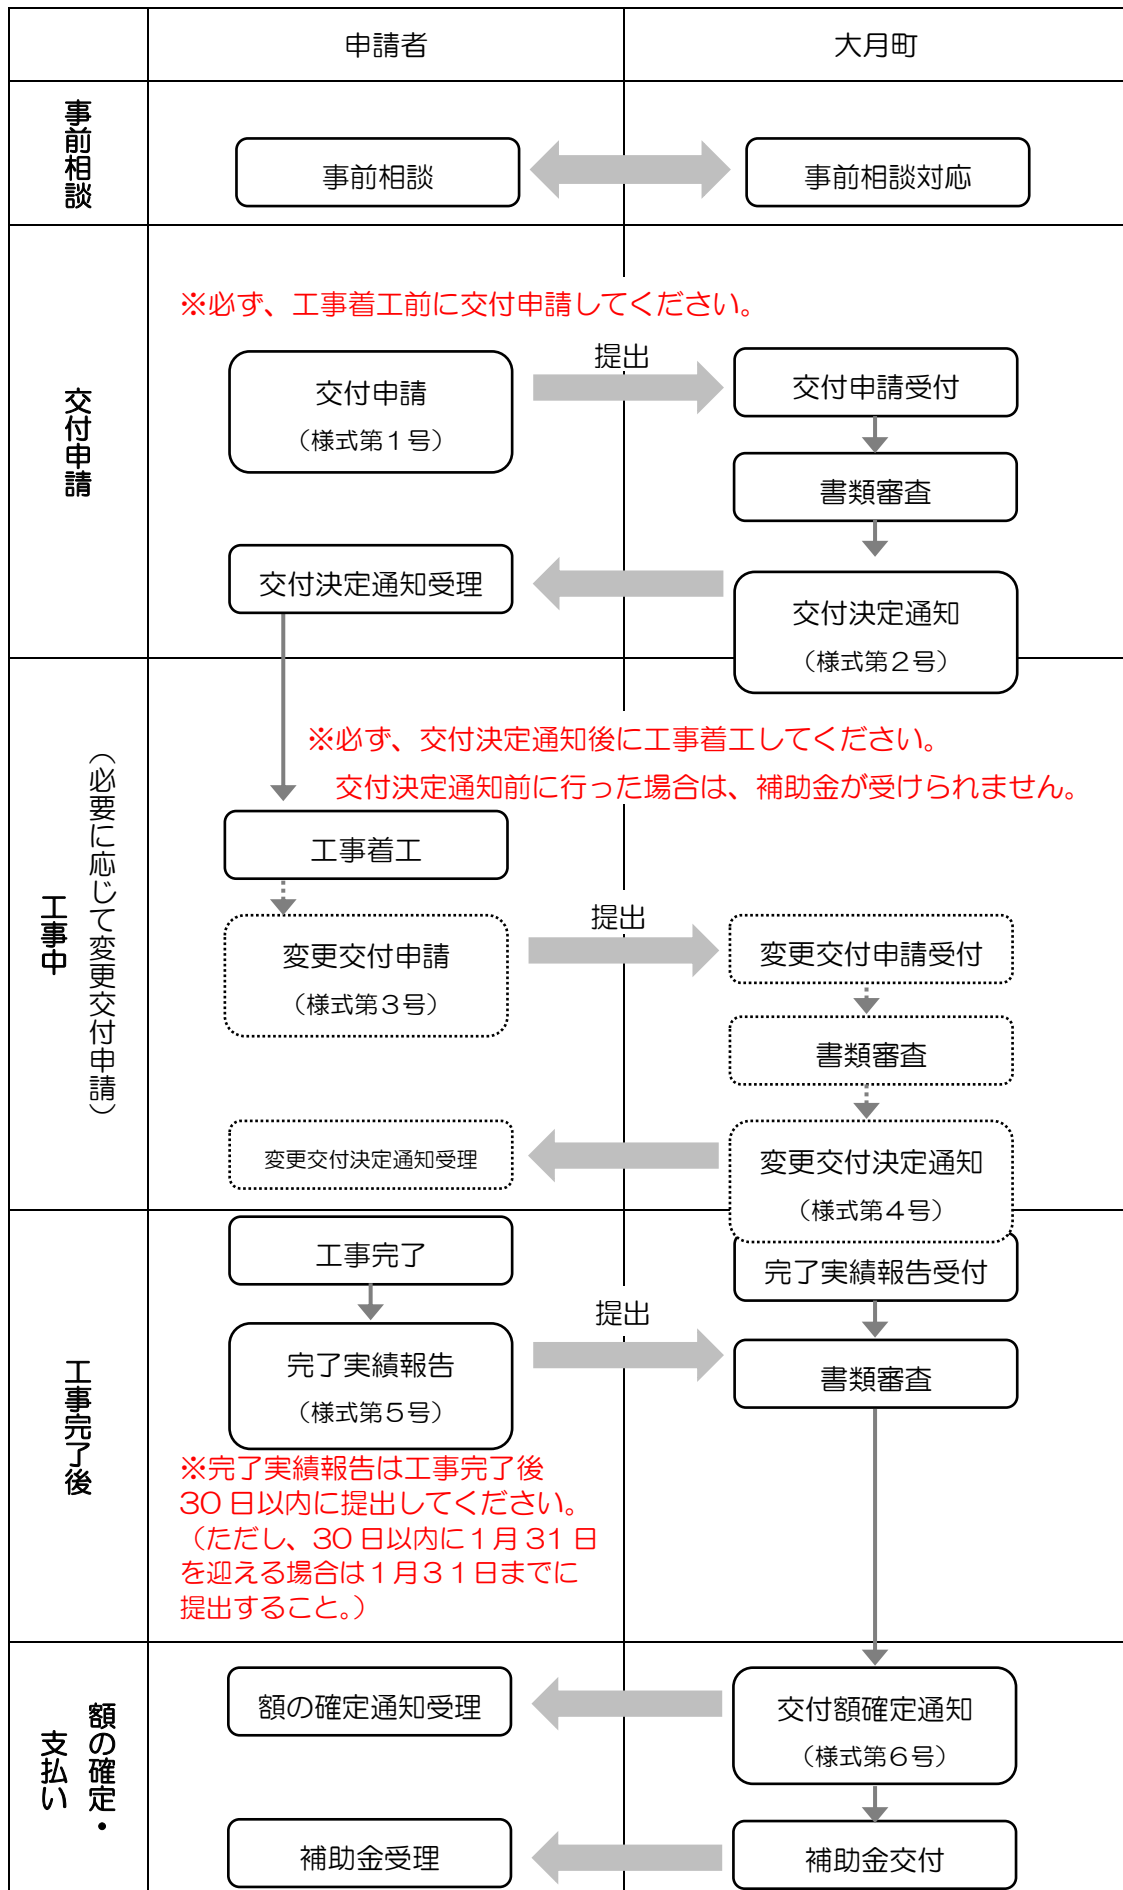 申請者
大月町
事前相談
事前相談
事前相談対応
交付申請
※必ず、工事着工前に交付申請してください。
提出
交付申請
（様式第１号）
交付申請受付
書類審査
交付決定通知受理
交付決定通知
（様式第２号）
工事中
（必要に応じて変更交付申請）
※必ず、交付決定通知後に工事着工してください。
交付決定通知前に行った場合は、補助金が受けられません。
工事着工
提出
変更交付申請
（様式第３号）
変更交付申請受付
書類審査
変更交付決定通知受理
変更交付決定通知
（様式第４号）
工事完了後
工事完了
完了実績報告受付
提出
完了実績報告
（様式第５号）
書類審査
※完了実績報告は工事完了後
30 日以内に提出してください。
（ただし、30 日以内に１月 31 日
を迎える場合は１月３１日までに
提出すること。）
額の確定・
支払い
額の確定通知受理
交付額確定通知
（様式第６号）
補助金受理
補助金交付